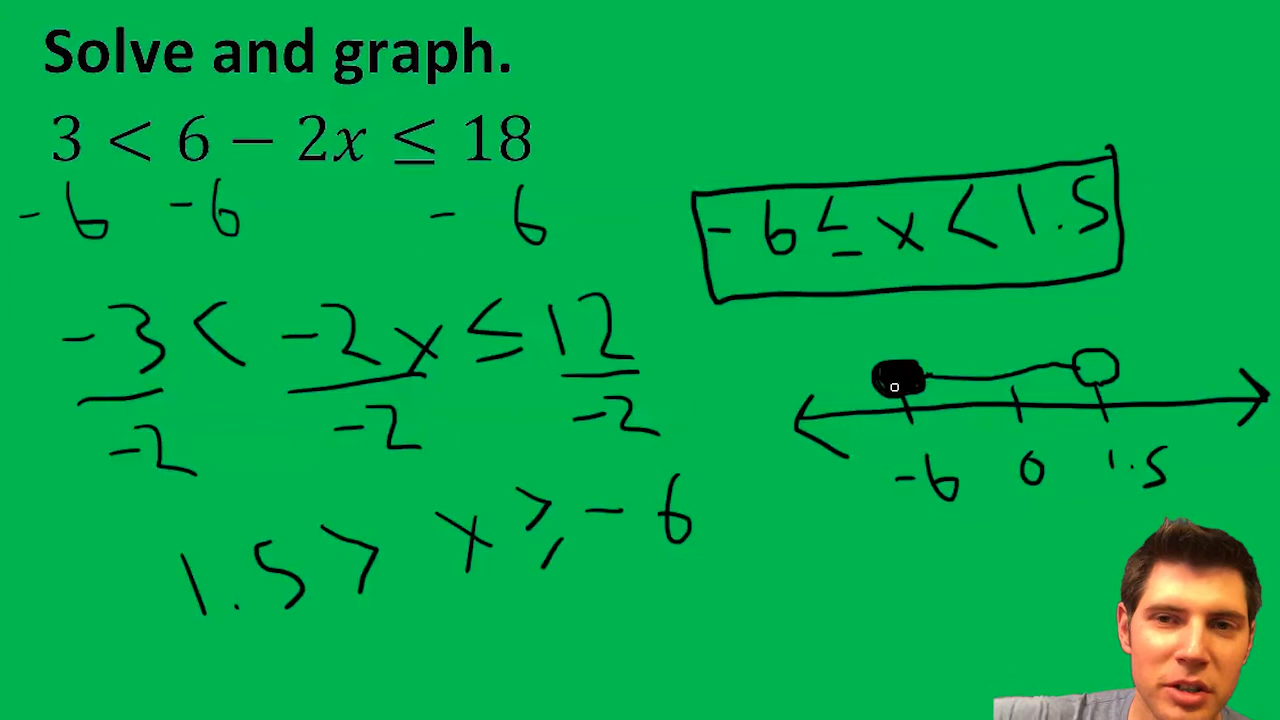 Solve and graph.
3 < 6 − 2x ≤ 18
-6 -6 - 6
-3 < -2x ≤ 12
-2 -2 -2
1.5 > x ≥ -6
-6 ≤ x < 1.5
-6 0 1.5